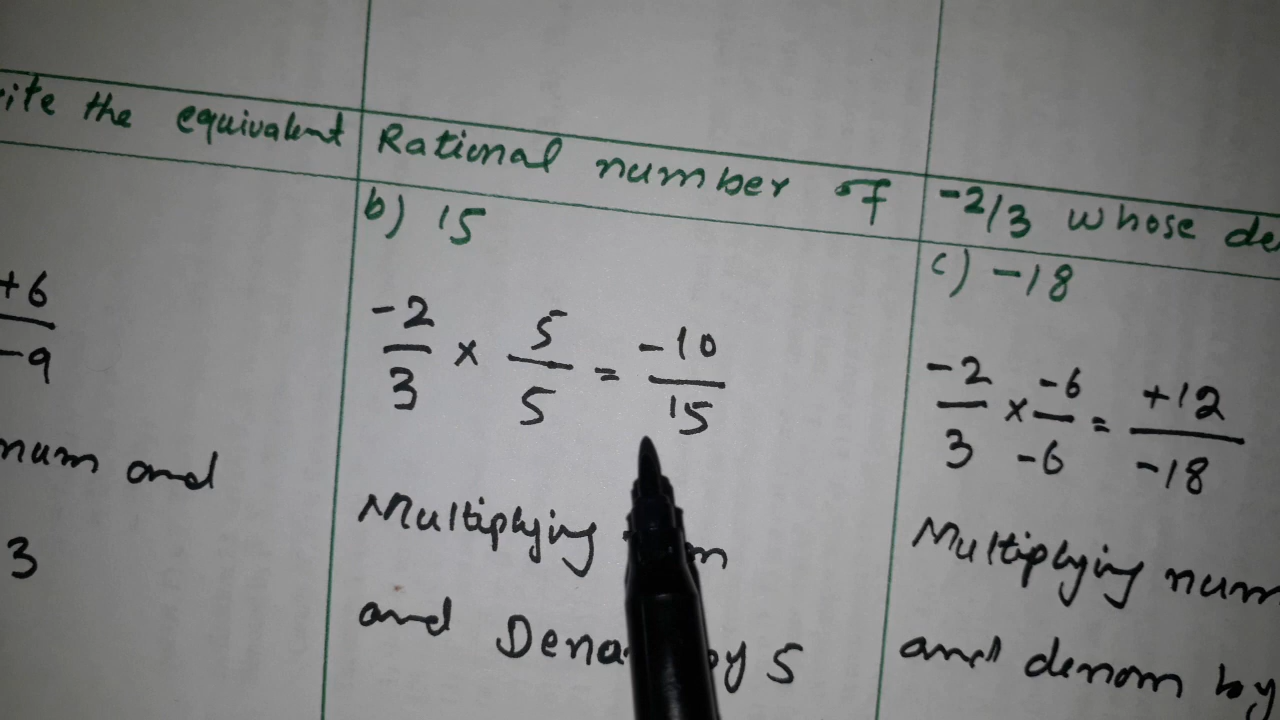 ite the equivalent Rational number of -2/3 whose de
+6
-9
num and
3
b) 15
-2/3 × 5/5 = -10/15
Multiplying
and by 5
c) -18
-2/3 × -6/-6 = +12/-18
Multiplying num
and denom by